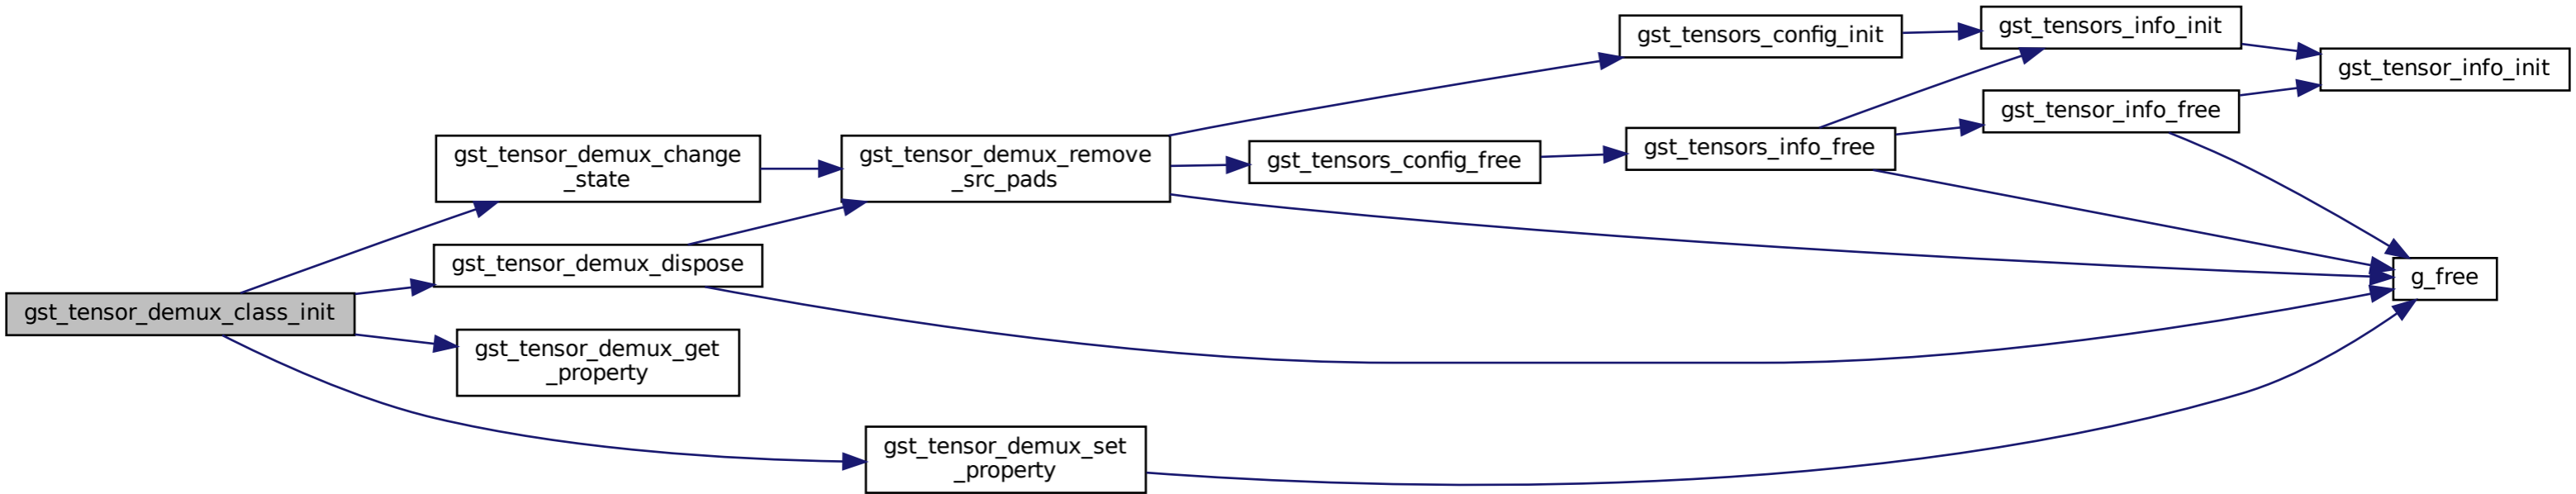 gst_tensor_demux_class_init
gst_tensor_demux_change
_state
gst_tensor_demux_dispose
gst_tensor_demux_get
_property
gst_tensor_demux_set
_property
gst_tensor_demux_remove
_src_pads
gst_tensors_config_init
gst_tensors_config_free
gst_tensors_info_free
gst_tensors_info_init
gst_tensor_info_free
gst_tensor_info_init
g_free